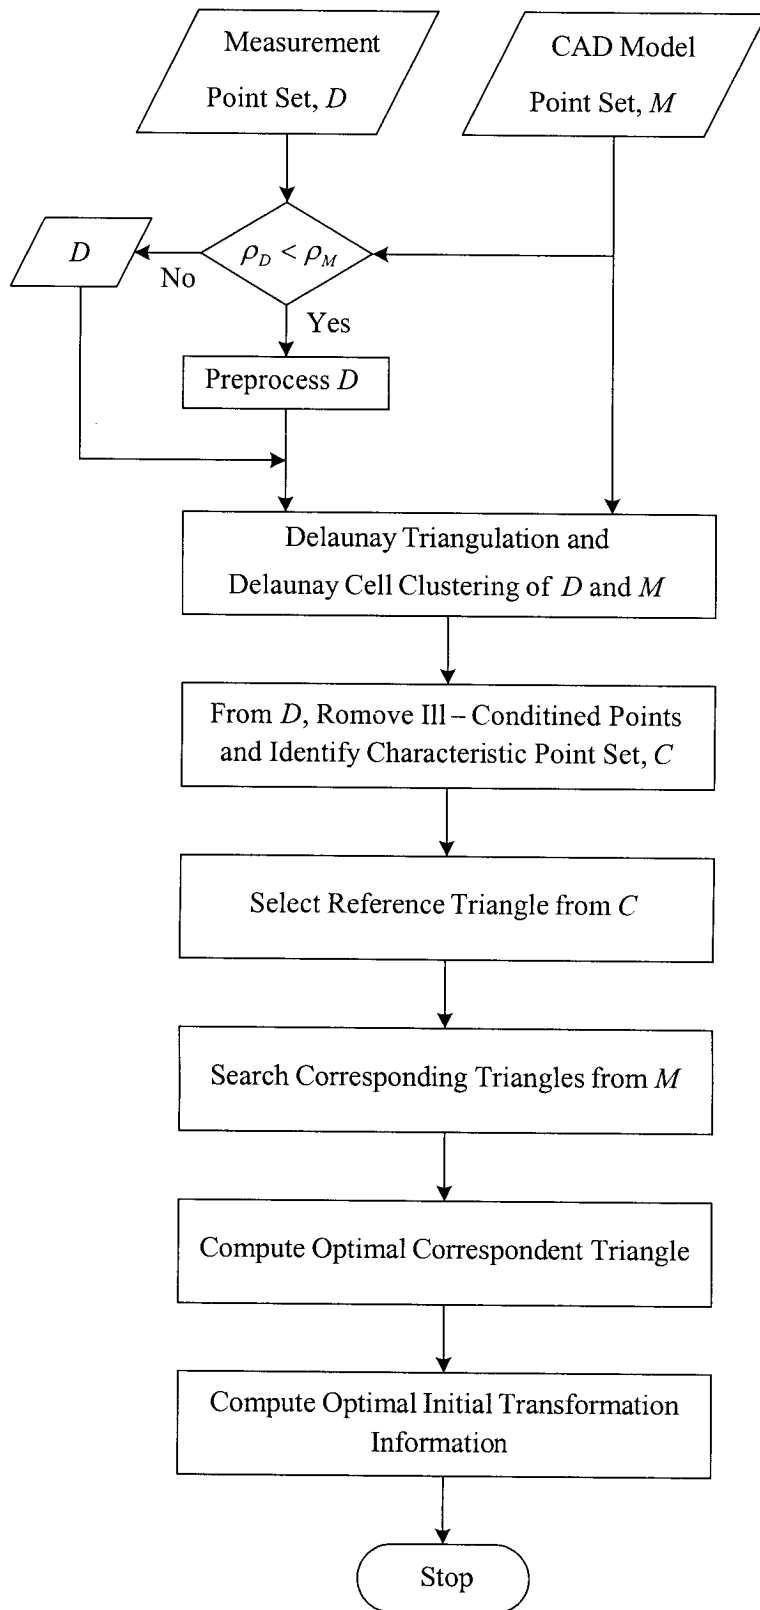 Measurement
Point Set, D
CAD Model
Point Set, M
D
ρD < ρM
No
Yes
Preprocess D
Delaunay Triangulation and
Delaunay Cell Clustering of D and M
From D, Romove Ill – Conditined Points
and Identify Characteristic Point Set, C
Select Reference Triangle from C
Search Corresponding Triangles from M
Compute Optimal Correspondent Triangle
Compute Optimal Initial Transformation
Information
Stop